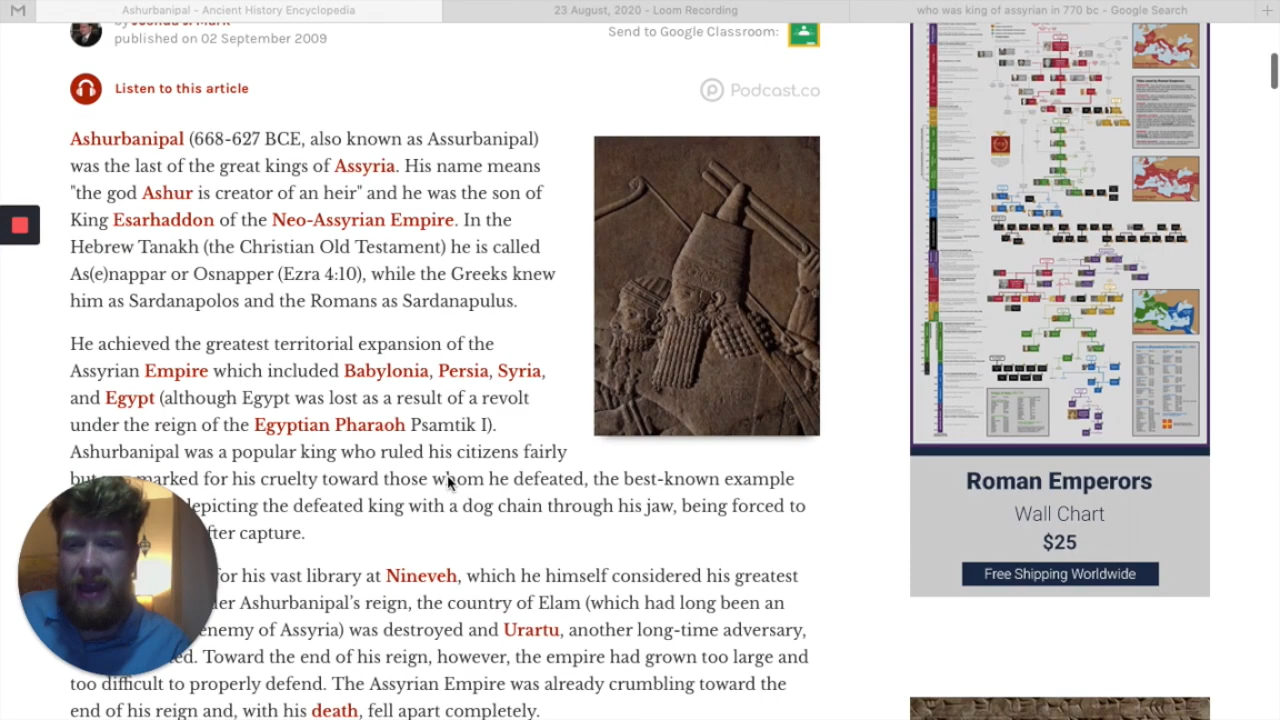 Ashurbanipal - Ancient History Encyclopedia
23 August, 2020 - Loom Recording
who was king of assyrian in 770 bc - Google Search
published on 02 September 2009
Send to Google Classroom:
Listen to this article
Podcast.co
Ashurbanipal (668-627 BCE, also known as Assurbanipal)
was the last of the great kings of Assyria. His name means
"the god Ashur is creator of an heir" and he was the son of
King Esarhaddon of the Neo-Assyrian Empire. In the
Hebrew Tanakh (the Christian Old Testament) he is called
As(e)nappar or Osnapper (Ezra 4:10), while the Greeks knew
him as Sardanapolos and the Romans as Sardanapulus.
He achieved the greatest territorial expansion of the
Assyrian Empire which included Babylonia, Persia, Syria,
and Egypt (although Egypt was lost as a result of a revolt
under the reign of the Egyptian Pharaoh Psamtik I).
Ashurbanipal was a popular king who ruled his citizens fairly
marked for his cruelty toward those whom he defeated, the best-known example
depicting the defeated king with a dog chain through his jaw, being forced to
after capture.
for his vast library at Nineveh, which he himself considered his greatest
Ashurbanipal's reign, the country of Elam (which had long been an
enemy of Assyria) was destroyed and Urartu, another long-time adversary,
Toward the end of his reign, however, the empire had grown too large and
too difficult to properly defend. The Assyrian Empire was already crumbling toward the
end of his reign and, with his death, fell apart completely.
Roman Emperors
Wall Chart
$25
Free Shipping Worldwide